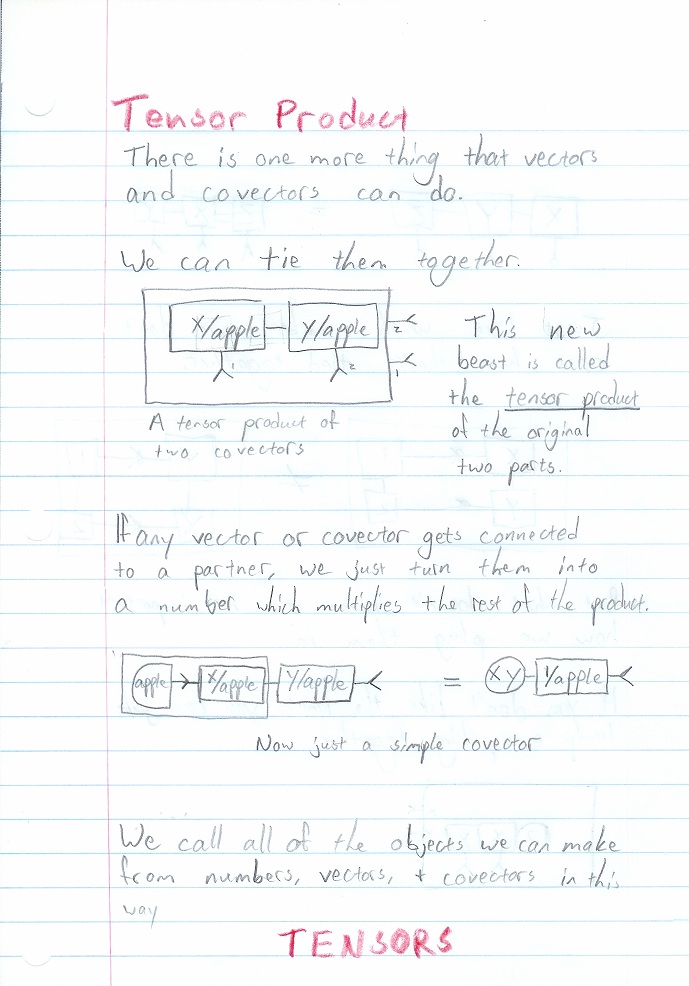 Tensor Product
There is one more thing that vectors
and covectors can do.
We can tie them together.
X/apple Y/apple
1 2 2 1
A tensor product of
two covectors
This new
beast is called
the tensor product
of the original
two parts.
If any vector or covector gets connected
to a partner, we just turn them into
a number which multiplies the rest of the product.
apple X/apple Y/apple = XY Y/apple
Now just a simple covector
We call all of the objects we can make
from numbers, vectors, + covectors in this
way
TENSORS